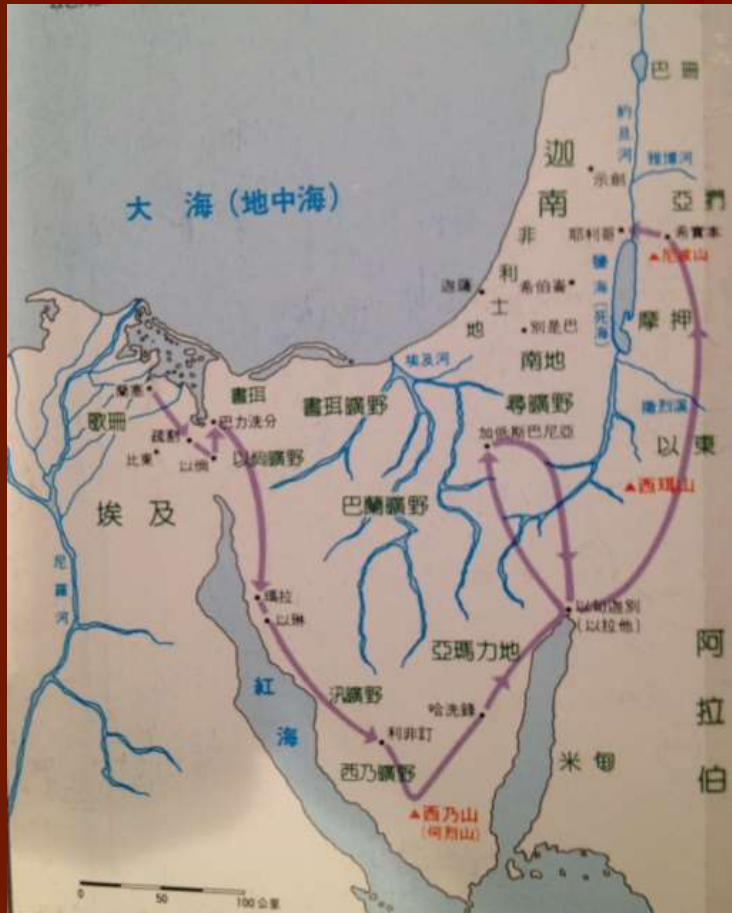 巴珊
約旦河
雅博河
迦南
示劍
大 海 (地中海)
亞捫
非利士地
耶利哥
希實本
▲尼波山
迦薩
希伯崙
鹽海(死海)
摩押
別是巴
埃及河
南地
蘭塞
書珥
書珥曠野
尋曠野
撒烈溪
歌珊
巴力洗分
疏割
加低斯巴尼亞
以東
比東
以倘
以倘曠野
▲西珥山
埃及
巴蘭曠野
尼羅河
瑪拉
以琳
以旬迦別
(以拉他)
亞瑪力地
阿拉伯
紅海
汛曠野
哈洗錄
利非訂
西乃曠野
米甸
▲西乃山
(何烈山)
0 50 100公里